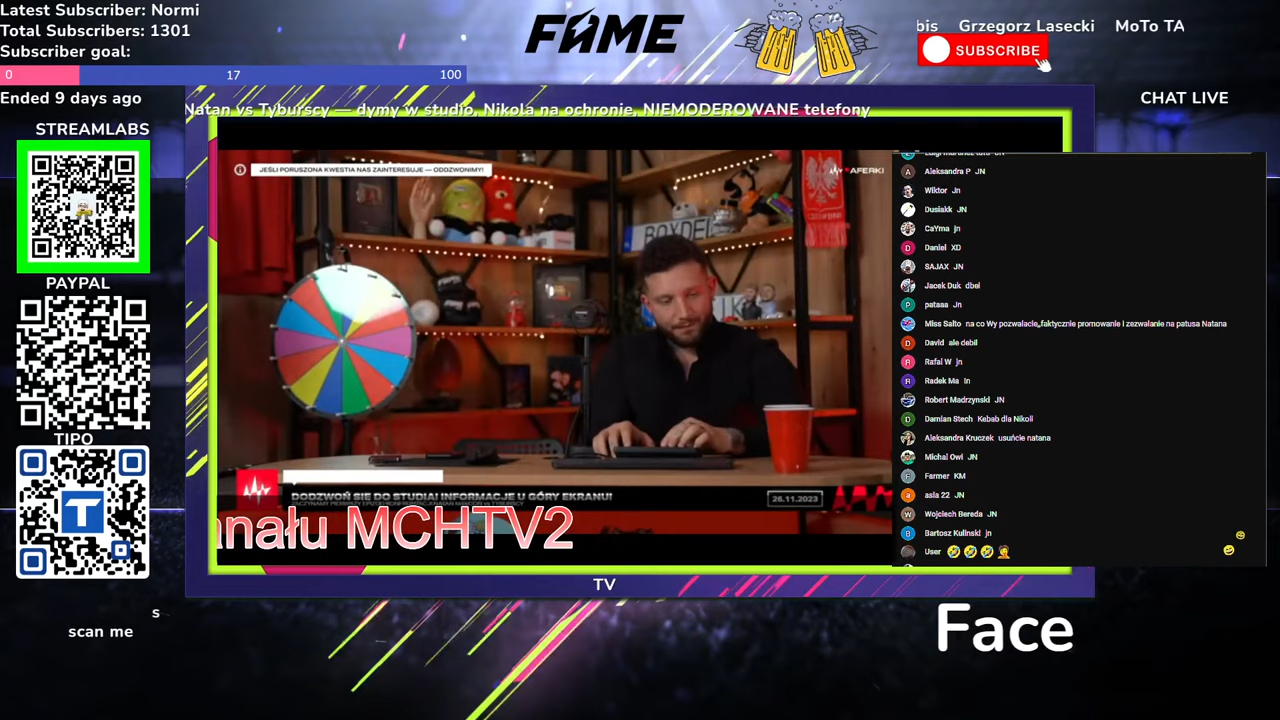 Latest Subscriber: Normi
Total Subscribers: 1301
Subscriber goal:
0 17 100
Ended 9 days ago
STREAMLABS
PAYPAL
TIPO
T
s
scan me
FAME
bis Grzegorz Lasecki MoTo TA
SUBSCRIBE
CHAT LIVE
Natan vs Tyburscy — dymy w studio, Nikola na ochronie, NIEMODEROWANE telefony
JEŚLI PORUSZONA KWESTIA NAS ZAINTERESUJE — ODDZWONIMY!
AFERKI
BOXDEL
DODZWOŃ SIĘ DO STUDIA! INFORMACJE U GÓRY EKRANU!
26.11.2023
anału MCHTV2
TV
Face
Aleksandra P JN
Wiktor Jn
Dusiakk JN
CaYma jn
Daniel XD
SAJAX JN
Jacek Duk dbei
pataaa Jn
Miss Salto na co Wy pozwalacie,,faktycznie promowanie i zezwalanie na patusa Natana
David ale debil
Rafal W jn
Radek Ma In
Robert Madrzynski JN
Damian Stech Kebab dla Nikoli
Aleksandra Kruczek usuńcie natana
Michal Owi JN
Farmer KM
asia 22 JN
Wojciech Bereda JN
Bartosz Kulinski jn
User